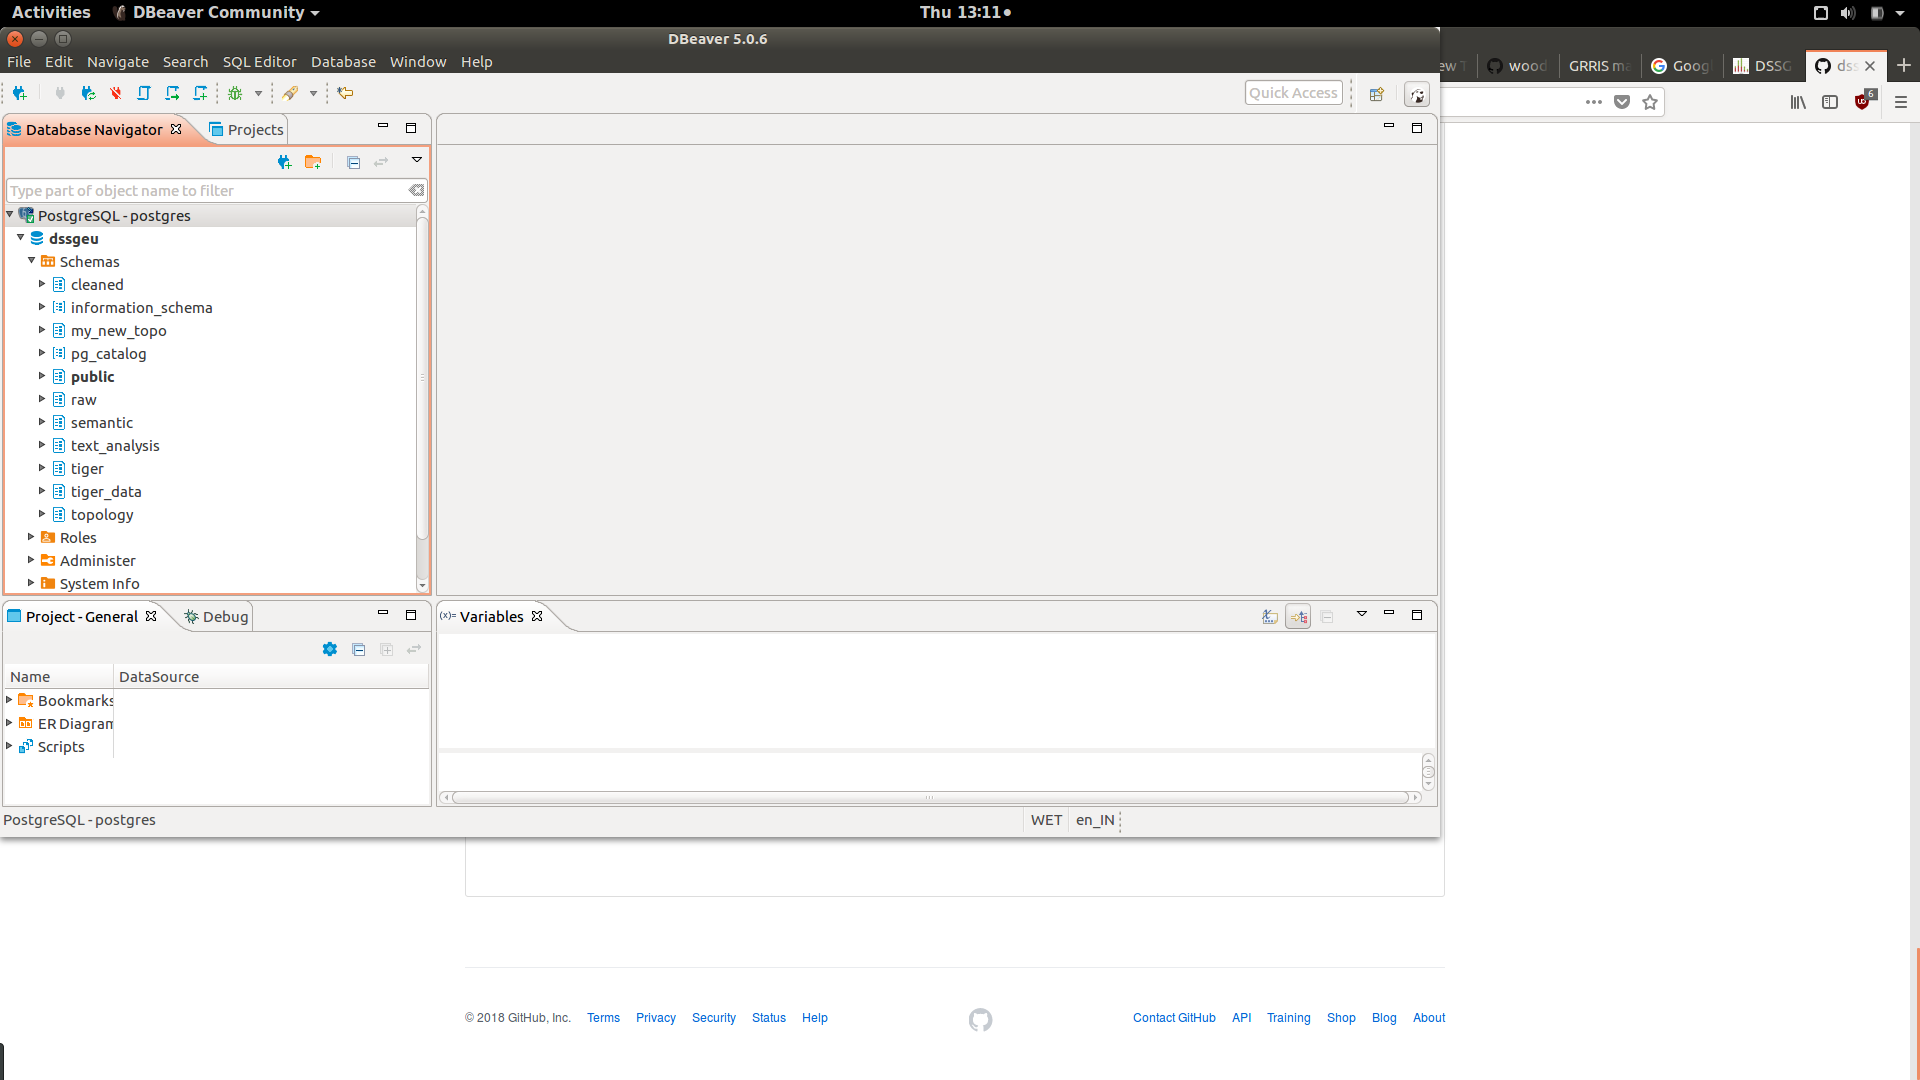 Activities
DBeaver Community
Thu 13:11
DBeaver 5.0.6
File Edit Navigate Search SQL Editor Database Window Help
wood
GRRIS ma
Goog
DSSG
dss
Quick Access
6
Database Navigator
Projects
Type part of object name to filter
PostgreSQL - postgres
dssgeu
Schemas
cleaned
information_schema
my_new_topo
pg_catalog
public
raw
semantic
text_analysis
tiger
tiger_data
topology
Roles
Administer
System Info
Project - General
Debug
Name DataSource
Bookmarks
ER Diagram
Scripts
(x)= Variables
PostgreSQL - postgres
WET
en_IN
© 2018 GitHub, Inc. Terms Privacy Security Status Help
Contact GitHub API Training Shop Blog About